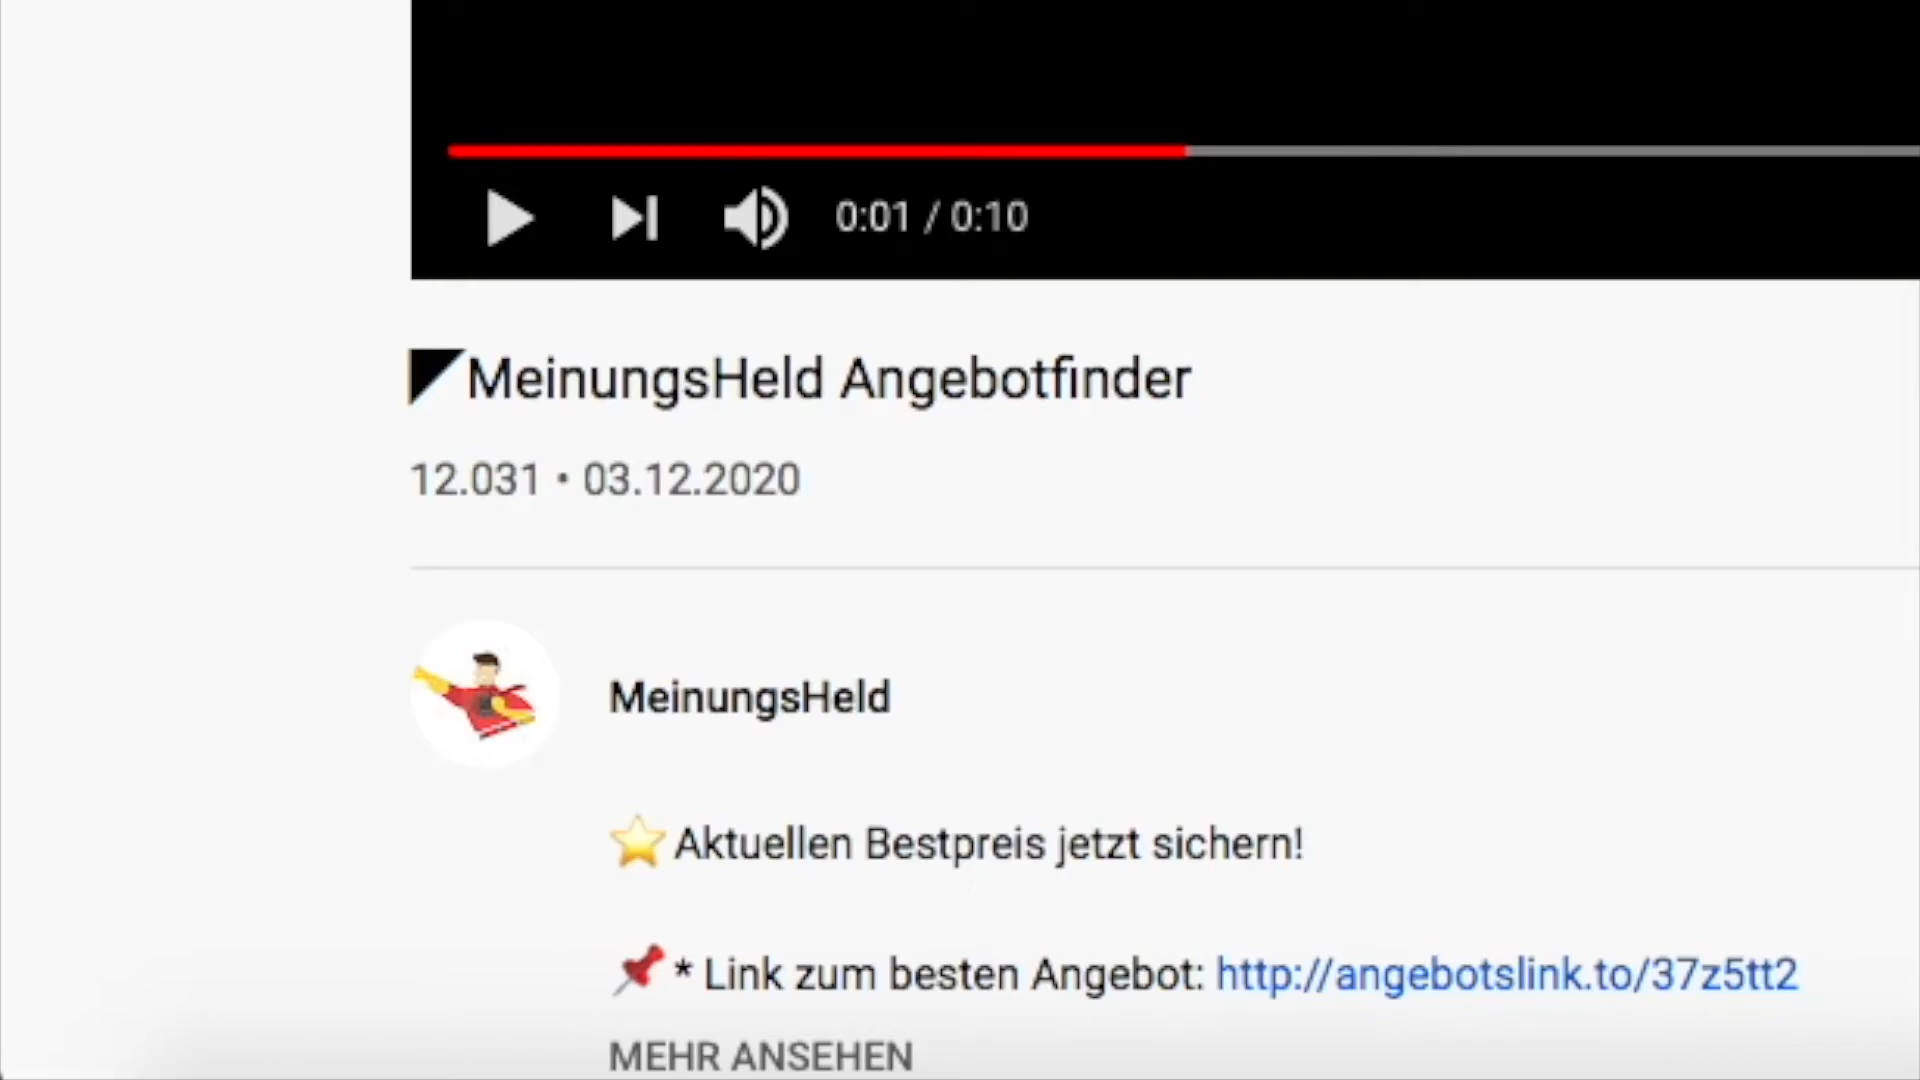 0:01 / 0:10
MeinungsHeld Angebotfinder
12.031 • 03.12.2020
MeinungsHeld
⭐ Aktuellen Bestpreis jetzt sichern!
📌 * Link zum besten Angebot: http://angebotslink.to/37z5tt2
MEHR ANSEHEN